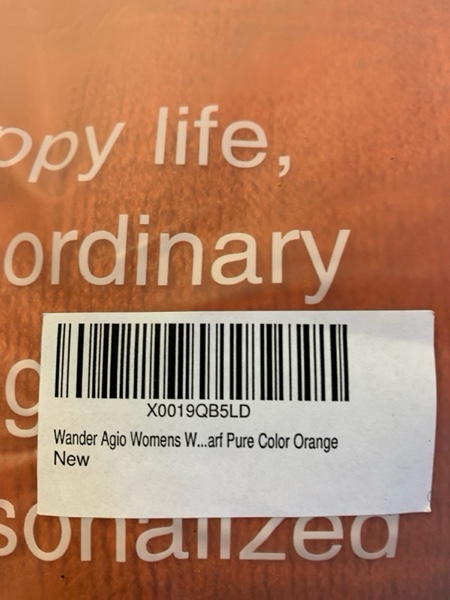 ppy life,
ordinary
g
X0019QB5LD
Wander Agio Womens W...arf Pure Color Orange
New
sonalized